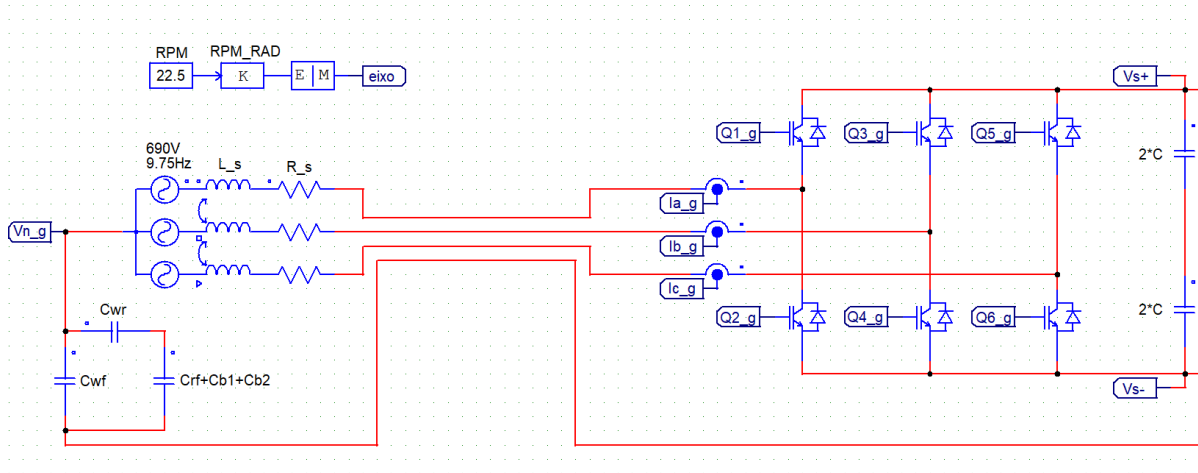 RPM
RPM_RAD
22.5
K
E
M
eixo
Vs+
Q1_g
Q3_g
Q5_g
690V
9.75Hz
L_s
R_s
2*C
Ia_g
Vn_g
Ib_g
Ic_g
Cwr
Q2_g
Q4_g
Q6_g
2*C
Cwf
Crf+Cb1+Cb2
Vs-